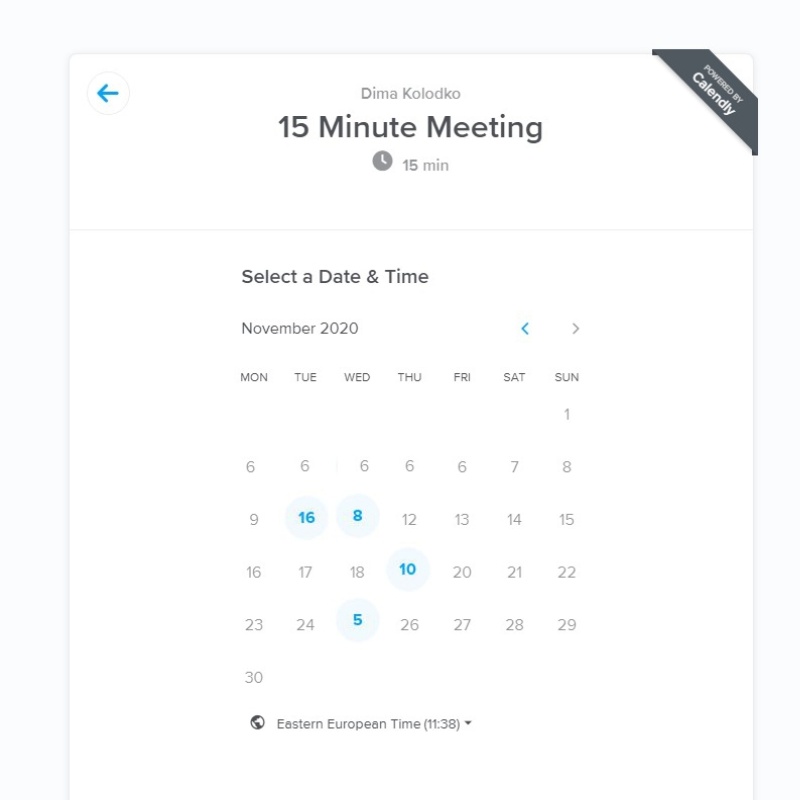 POWERED BY
Calendly
Dima Kolodko
15 Minute Meeting
15 min
Select a Date & Time
November 2020
MON TUE WED THU FRI SAT SUN
1
6 6 6 6 6 7 8
9 16 8 12 13 14 15
16 17 18 10 20 21 22
23 24 5 26 27 28 29
30
Eastern European Time (11:38)